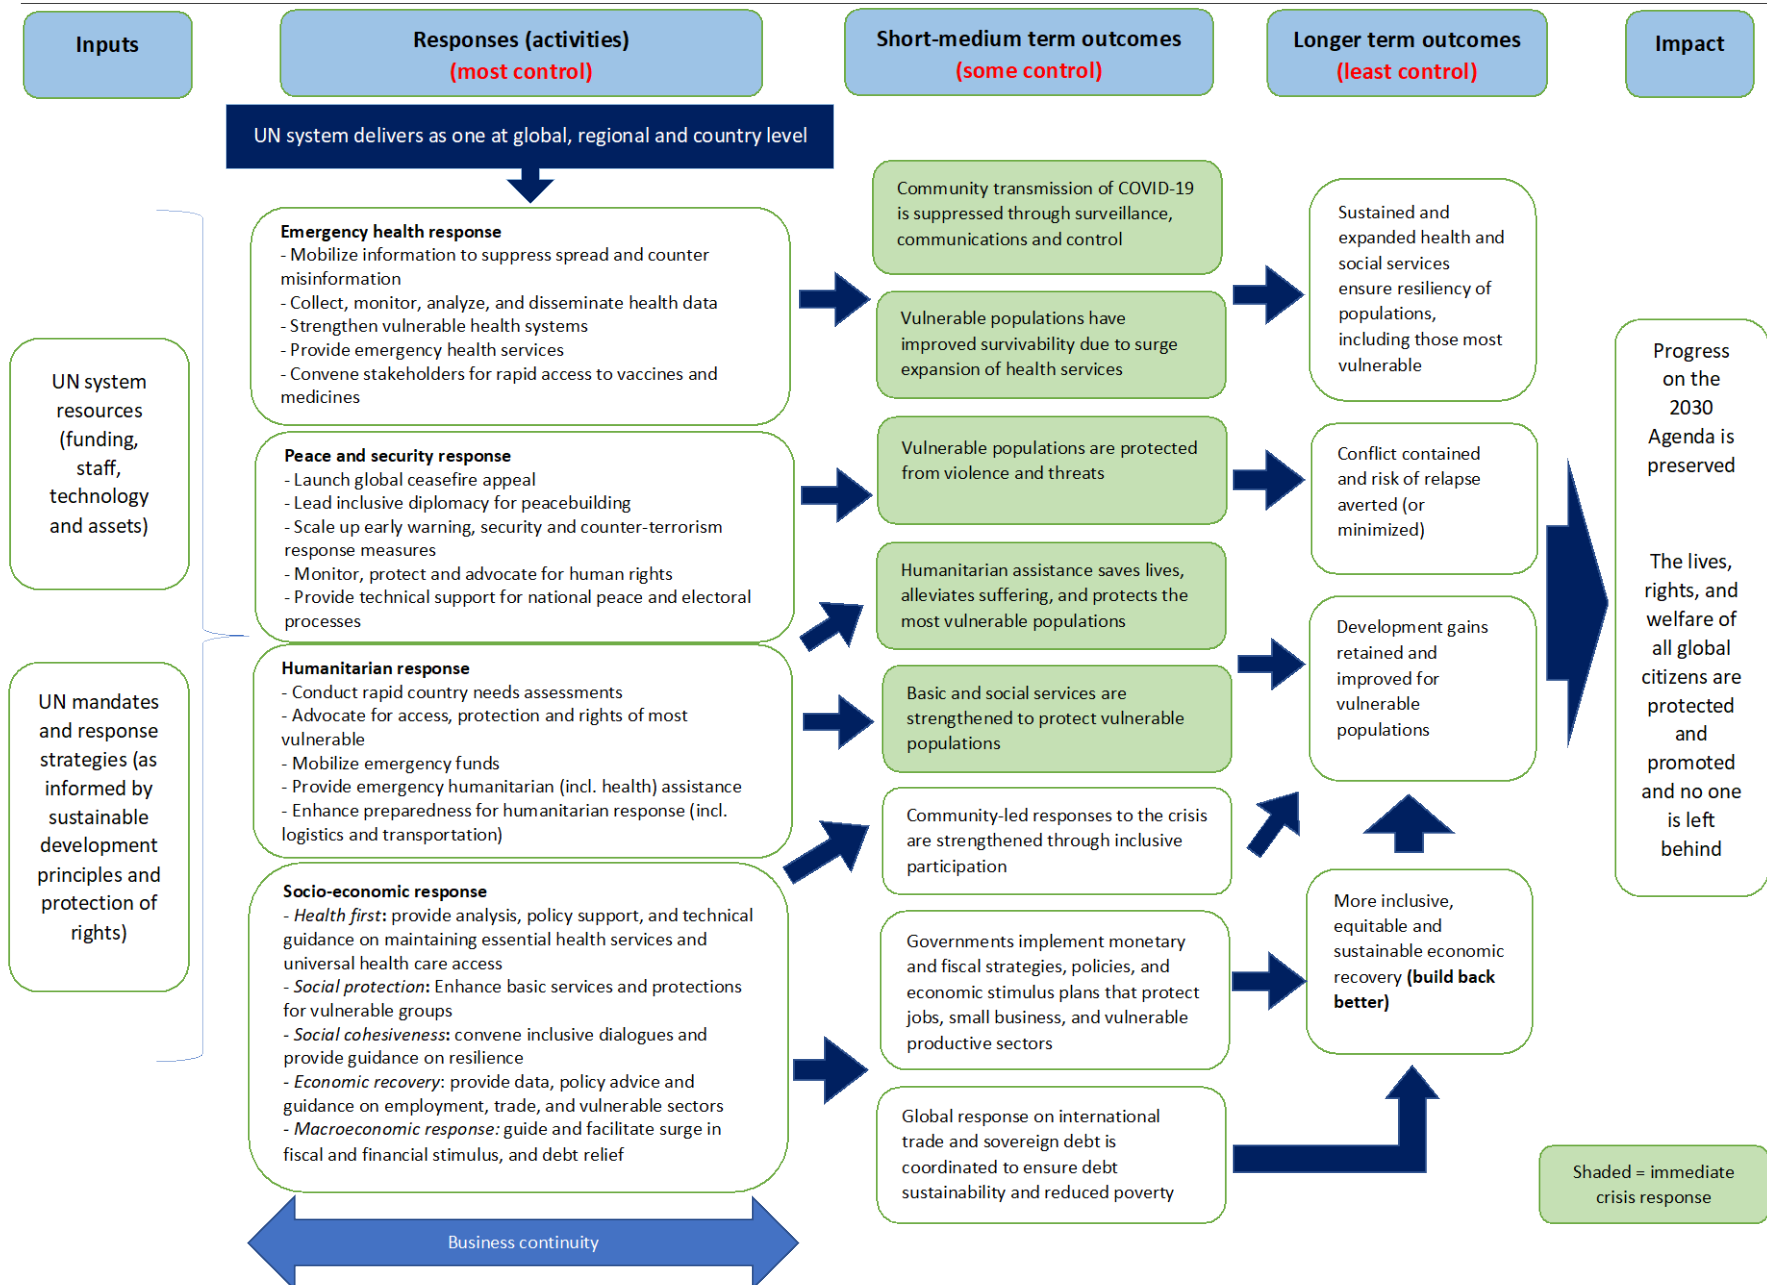 Inputs
Responses (activities)
(most control)
Short-medium term outcomes
(some control)
Longer term outcomes
(least control)
Impact
UN system delivers as one at global, regional and country level
UN system
resources
(funding,
staff,
technology
and assets)
UN mandates
and response
strategies (as
informed by
sustainable
development
principles and
protection of
rights)
Emergency health response
- Mobilize information to suppress spread and counter
misinformation
- Collect, monitor, analyze, and disseminate health data
- Strengthen vulnerable health systems
- Provide emergency health services
- Convene stakeholders for rapid access to vaccines and
medicines
Peace and security response
- Launch global ceasefire appeal
- Lead inclusive diplomacy for peacebuilding
- Scale up early warning, security and counter-terrorism
response measures
- Monitor, protect and advocate for human rights
- Provide technical support for national peace and electoral
processes
Humanitarian response
- Conduct rapid country needs assessments
- Advocate for access, protection and rights of most
vulnerable
- Mobilize emergency funds
- Provide emergency humanitarian (incl. health) assistance
- Enhance preparedness for humanitarian response (incl.
logistics and transportation)
Socio-economic response
- Health first: provide analysis, policy support, and technical
guidance on maintaining essential health services and
universal health care access
- Social protection: Enhance basic services and protections
for vulnerable groups
- Social cohesiveness: convene inclusive dialogues and
provide guidance on resilience
- Economic recovery: provide data, policy advice and
guidance on employment, trade, and vulnerable sectors
- Macroeconomic response: guide and facilitate surge in
fiscal and financial stimulus, and debt relief
Business continuity
Community transmission of COVID-19
is suppressed through surveillance,
communications and control
Vulnerable populations have
improved survivability due to surge
expansion of health services
Vulnerable populations are protected
from violence and threats
Humanitarian assistance saves lives,
alleviates suffering, and protects the
most vulnerable populations
Basic and social services are
strengthened to protect vulnerable
populations
Community-led responses to the crisis
are strengthened through inclusive
participation
Governments implement monetary
and fiscal strategies, policies, and
economic stimulus plans that protect
jobs, small business, and vulnerable
productive sectors
Global response on international
trade and sovereign debt is
coordinated to ensure debt
sustainability and reduced poverty
Sustained and
expanded health and
social services
ensure resiliency of
populations,
including those most
vulnerable
Conflict contained
and risk of relapse
averted (or
minimized)
Development gains
retained and
improved for
vulnerable
populations
More inclusive,
equitable and
sustainable economic
recovery (build back
better)
Progress
on the
2030
Agenda is
preserved
The lives,
rights, and
welfare of
all global
citizens are
protected
and
promoted
and no one
is left
behind
Shaded = immediate
crisis response